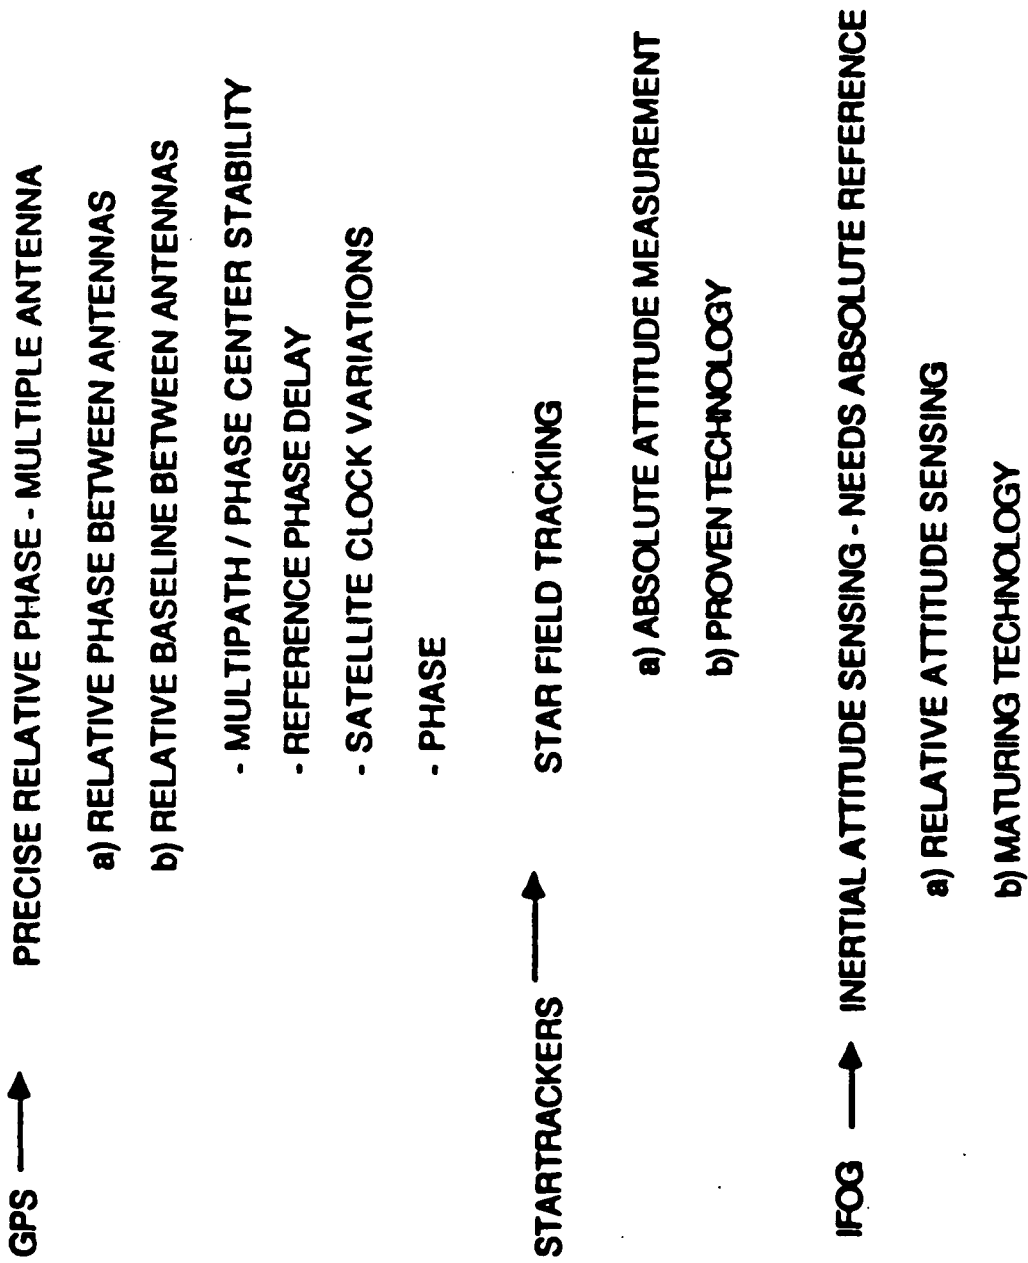 GPS → PRECISE RELATIVE PHASE - MULTIPLE ANTENNA
a) RELATIVE PHASE BETWEEN ANTENNAS
b) RELATIVE BASELINE BETWEEN ANTENNAS
- MULTIPATH / PHASE CENTER STABILITY
- REFERENCE PHASE DELAY
- SATELLITE CLOCK VARIATIONS
- PHASE
STARTRACKERS → STAR FIELD TRACKING
a) ABSOLUTE ATTITUDE MEASUREMENT
b) PROVEN TECHNOLOGY
IFOG → INERTIAL ATTITUDE SENSING - NEEDS ABSOLUTE REFERENCE
a) RELATIVE ATTITUDE SENSING
b) MATURING TECHNOLOGY